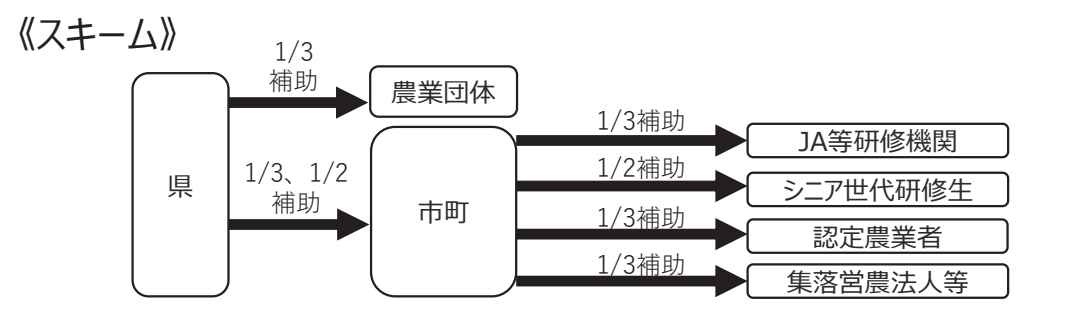 《スキーム》
1/3
補助
農業団体
県
1/3、1/2
補助
市町
1/3補助
JA等研修機関
1/2補助
シニア世代研修生
1/3補助
認定農業者
1/3補助
集落営農法人等